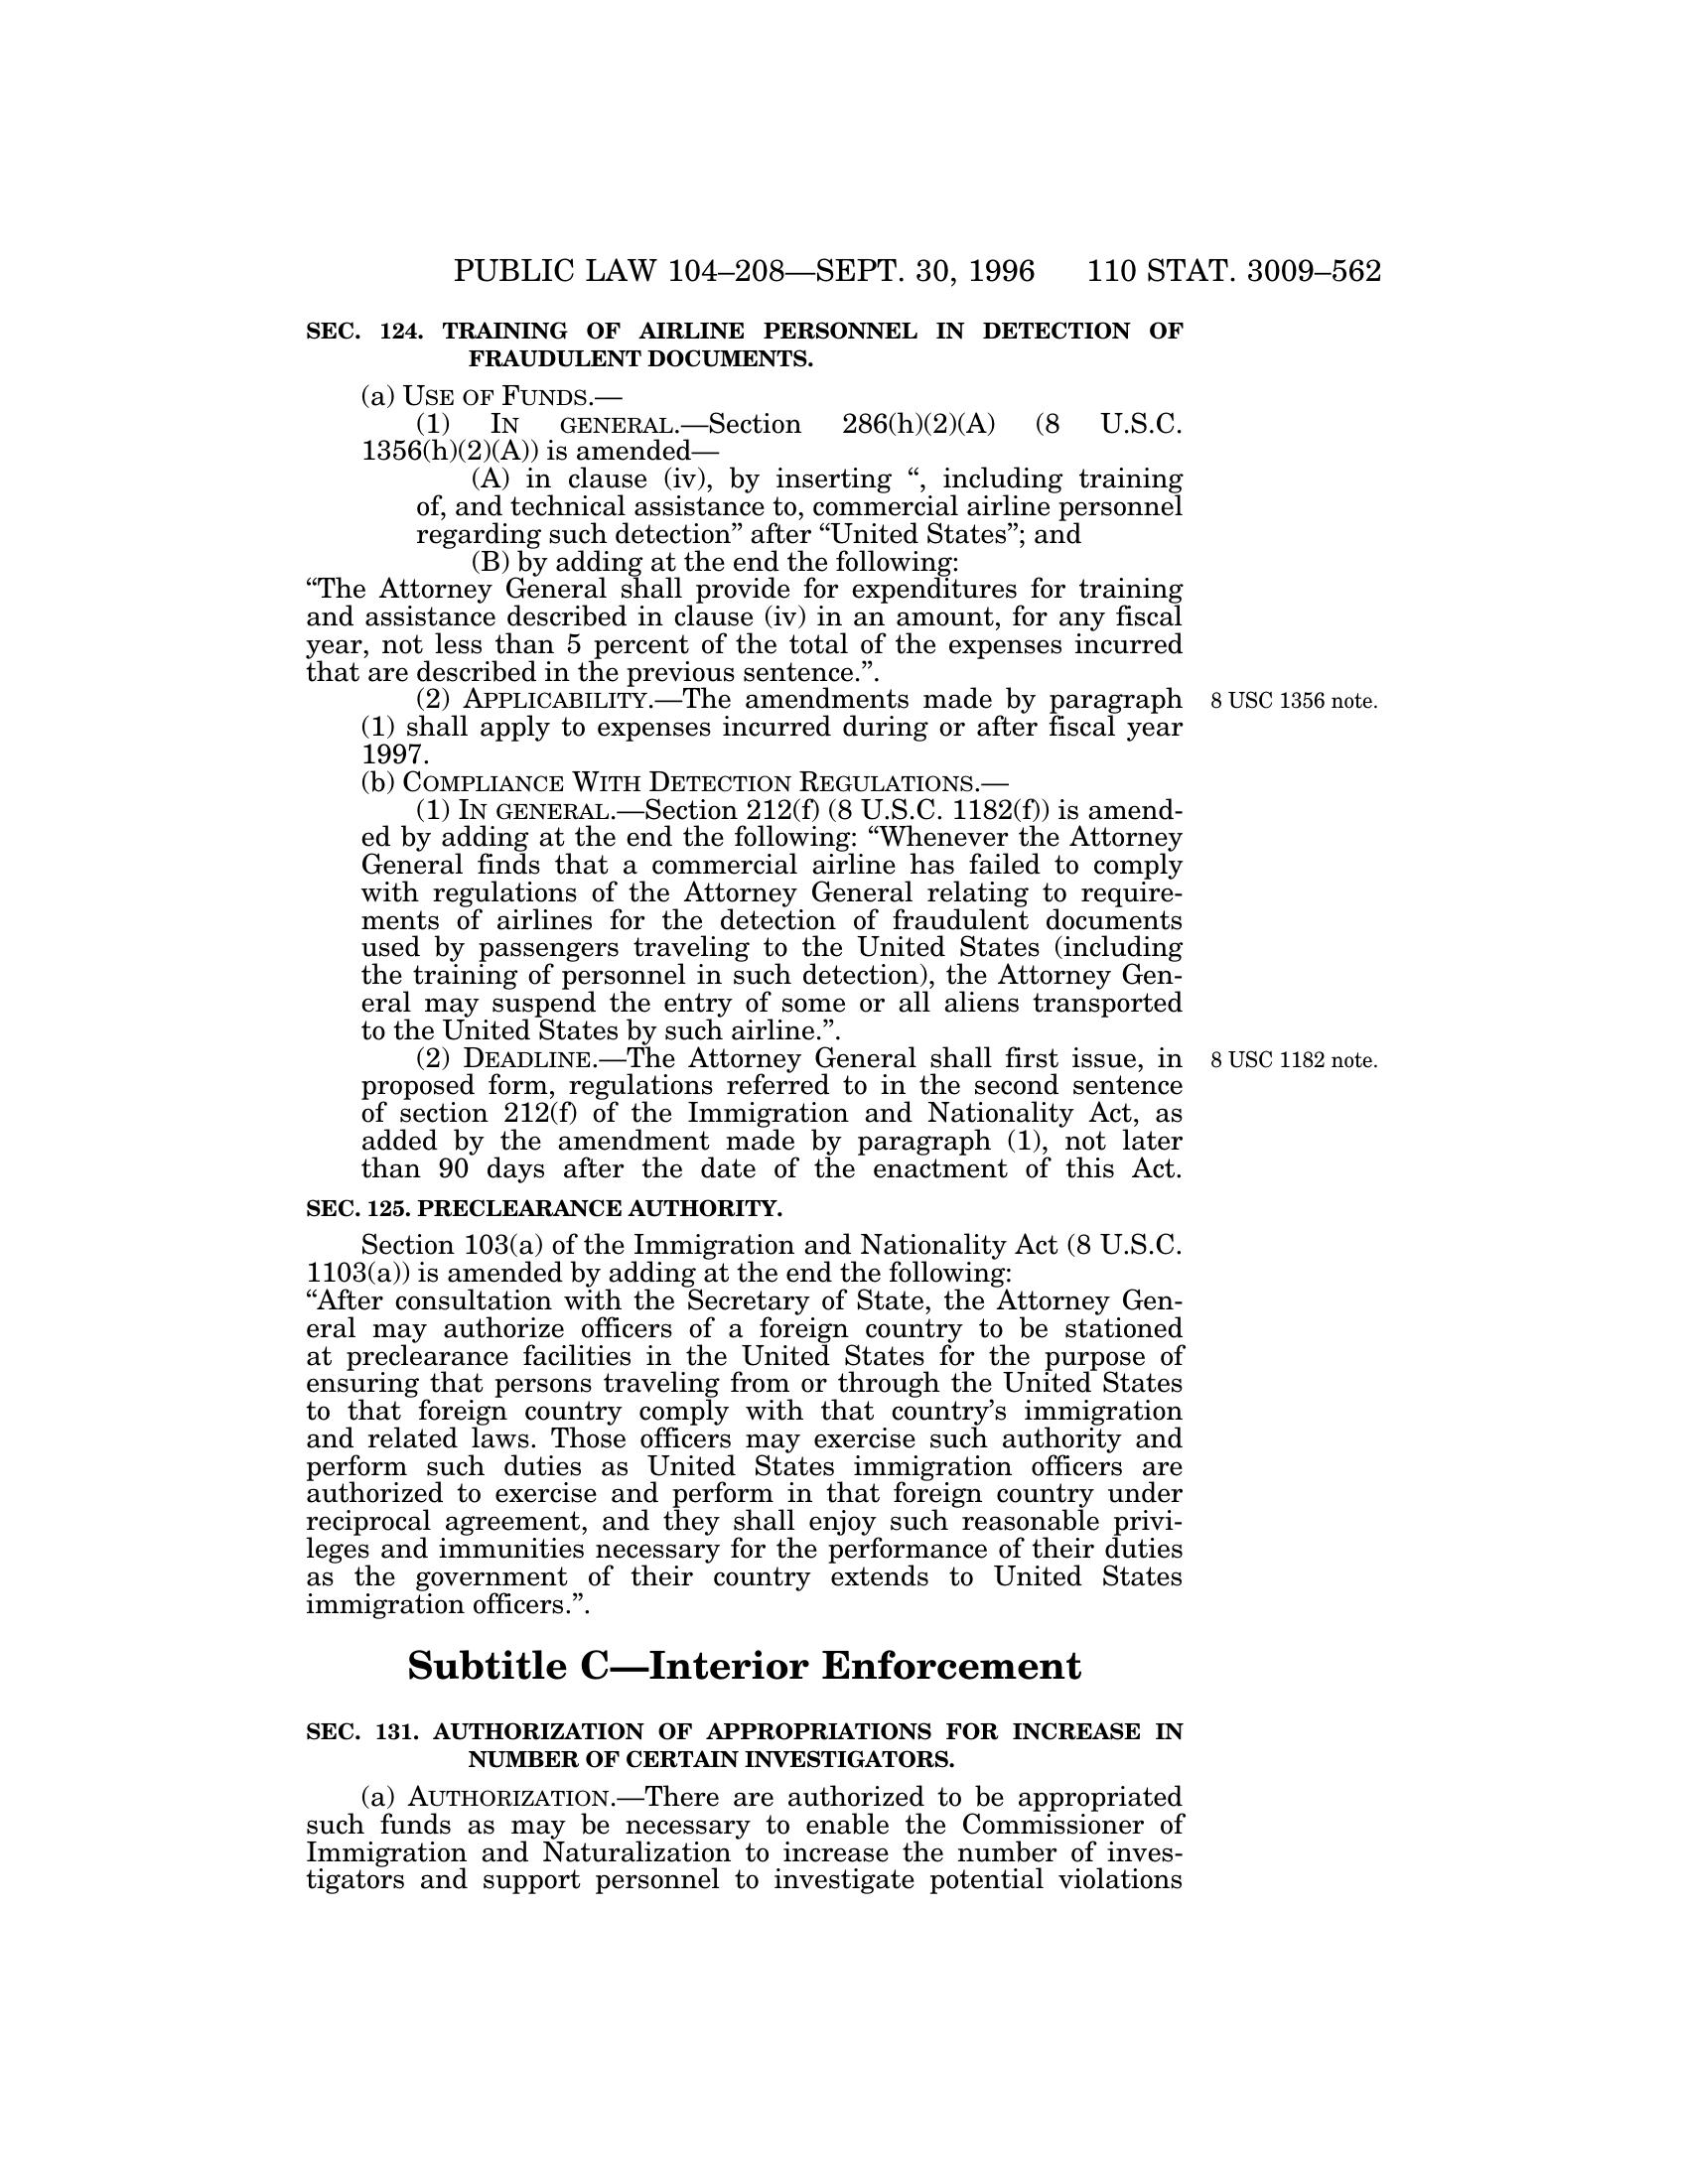 PUBLIC LAW 104–208—SEPT. 30, 1996 110 STAT. 3009–562
SEC. 124. TRAINING OF AIRLINE PERSONNEL IN DETECTION OF
FRAUDULENT DOCUMENTS.
(a) USE OF FUNDS.—
(1) IN GENERAL.—Section 286(h)(2)(A) (8 U.S.C.
1356(h)(2)(A)) is amended—
(A) in clause (iv), by inserting “, including training
of, and technical assistance to, commercial airline personnel
regarding such detection” after “United States”; and
(B) by adding at the end the following:
“The Attorney General shall provide for expenditures for training
and assistance described in clause (iv) in an amount, for any fiscal
year, not less than 5 percent of the total of the expenses incurred
that are described in the previous sentence.”.
(2) APPLICABILITY.—The amendments made by paragraph
(1) shall apply to expenses incurred during or after fiscal year
1997.
8 USC 1356 note.
(b) COMPLIANCE WITH DETECTION REGULATIONS.—
(1) IN GENERAL.—Section 212(f) (8 U.S.C. 1182(f)) is amend-
ed by adding at the end the following: “Whenever the Attorney
General finds that a commercial airline has failed to comply
with regulations of the Attorney General relating to require-
ments of airlines for the detection of fraudulent documents
used by passengers traveling to the United States (including
the training of personnel in such detection), the Attorney Gen-
eral may suspend the entry of some or all aliens transported
to the United States by such airline.”.
(2) DEADLINE.—The Attorney General shall first issue, in
proposed form, regulations referred to in the second sentence
of section 212(f) of the Immigration and Nationality Act, as
added by the amendment made by paragraph (1), not later
than 90 days after the date of the enactment of this Act.
8 USC 1182 note.
SEC. 125. PRECLEARANCE AUTHORITY.
Section 103(a) of the Immigration and Nationality Act (8 U.S.C.
1103(a)) is amended by adding at the end the following:
“After consultation with the Secretary of State, the Attorney Gen-
eral may authorize officers of a foreign country to be stationed
at preclearance facilities in the United States for the purpose of
ensuring that persons traveling from or through the United States
to that foreign country comply with that country’s immigration
and related laws. Those officers may exercise such authority and
perform such duties as United States immigration officers are
authorized to exercise and perform in that foreign country under
reciprocal agreement, and they shall enjoy such reasonable privi-
leges and immunities necessary for the performance of their duties
as the government of their country extends to United States
immigration officers.”.
Subtitle C—Interior Enforcement
SEC. 131. AUTHORIZATION OF APPROPRIATIONS FOR INCREASE IN
NUMBER OF CERTAIN INVESTIGATORS.
(a) AUTHORIZATION.—There are authorized to be appropriated
such funds as may be necessary to enable the Commissioner of
Immigration and Naturalization to increase the number of inves-
tigators and support personnel to investigate potential violations